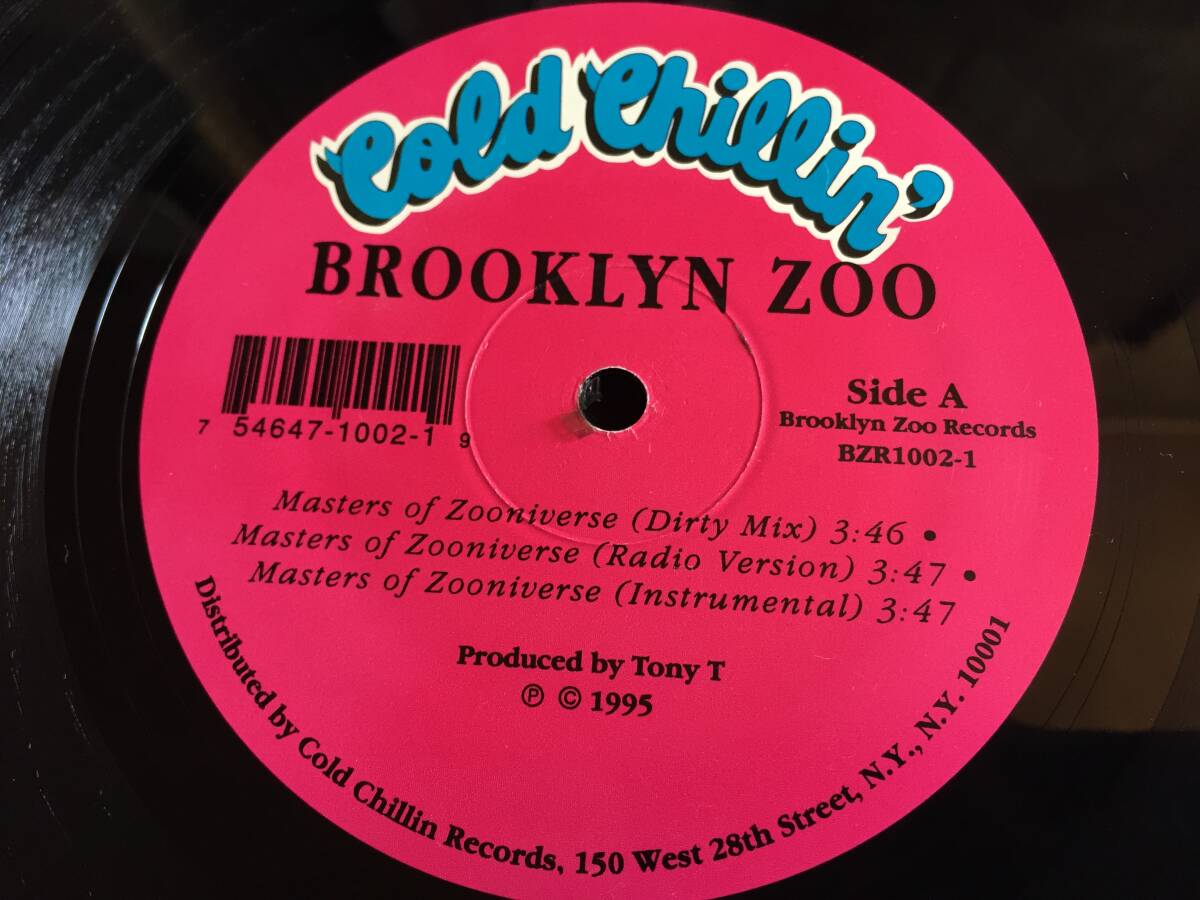 Cold Chillin'
BROOKLYN ZOO
7 54647-1002-1 9
Side A
Brooklyn Zoo Records
BZR1002-1
Masters of Zooniverse (Dirty Mix) 3:46 •
Masters of Zooniverse (Radio Version) 3:47 •
Masters of Zooniverse (Instrumental) 3:47
Produced by Tony T
℗ © 1995
Distributed by Cold Chillin Records, 150 West 28th Street, N.Y., N.Y. 10001